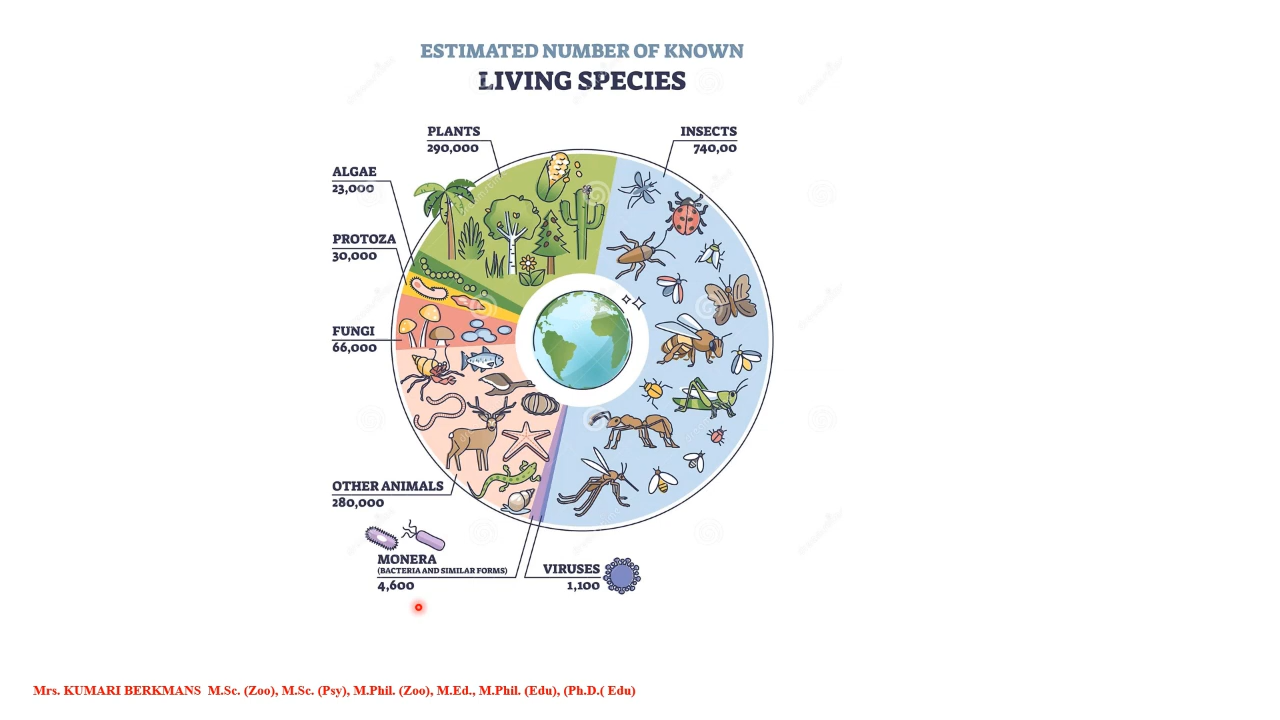 ESTIMATED NUMBER OF KNOWN
LIVING SPECIES
PLANTS
290,000
INSECTS
740,00
ALGAE
23,000
PROTOZA
30,000
FUNGI
66,000
OTHER ANIMALS
280,000
MONERA
(BACTERIA AND SIMILAR FORMS)
4,600
VIRUSES
1,100
Mrs. KUMARI BERKMANS M.Sc. (Zoo), M.Sc. (Psy), M.Phil. (Zoo), M.Ed., M.Phil. (Edu), (Ph.D.( Edu)